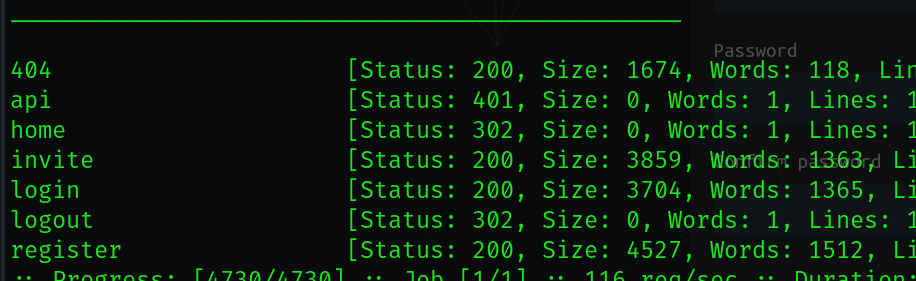 Password
404 [Status: 200, Size: 1674, Words: 118, Lin
api [Status: 401, Size: 0, Words: 1, Lines: 1
home [Status: 302, Size: 0, Words: 1, Lines: 1
invite [Status: 200, Size: 3859, Words: 1363, Li
Confirm password
login [Status: 200, Size: 3704, Words: 1365, Li
logout [Status: 302, Size: 0, Words: 1, Lines: 1
register [Status: 200, Size: 4527, Words: 1512, Li
:: Progress: [4730/4730] :: Job [1/1] :: 116 req/sec :: Duration: